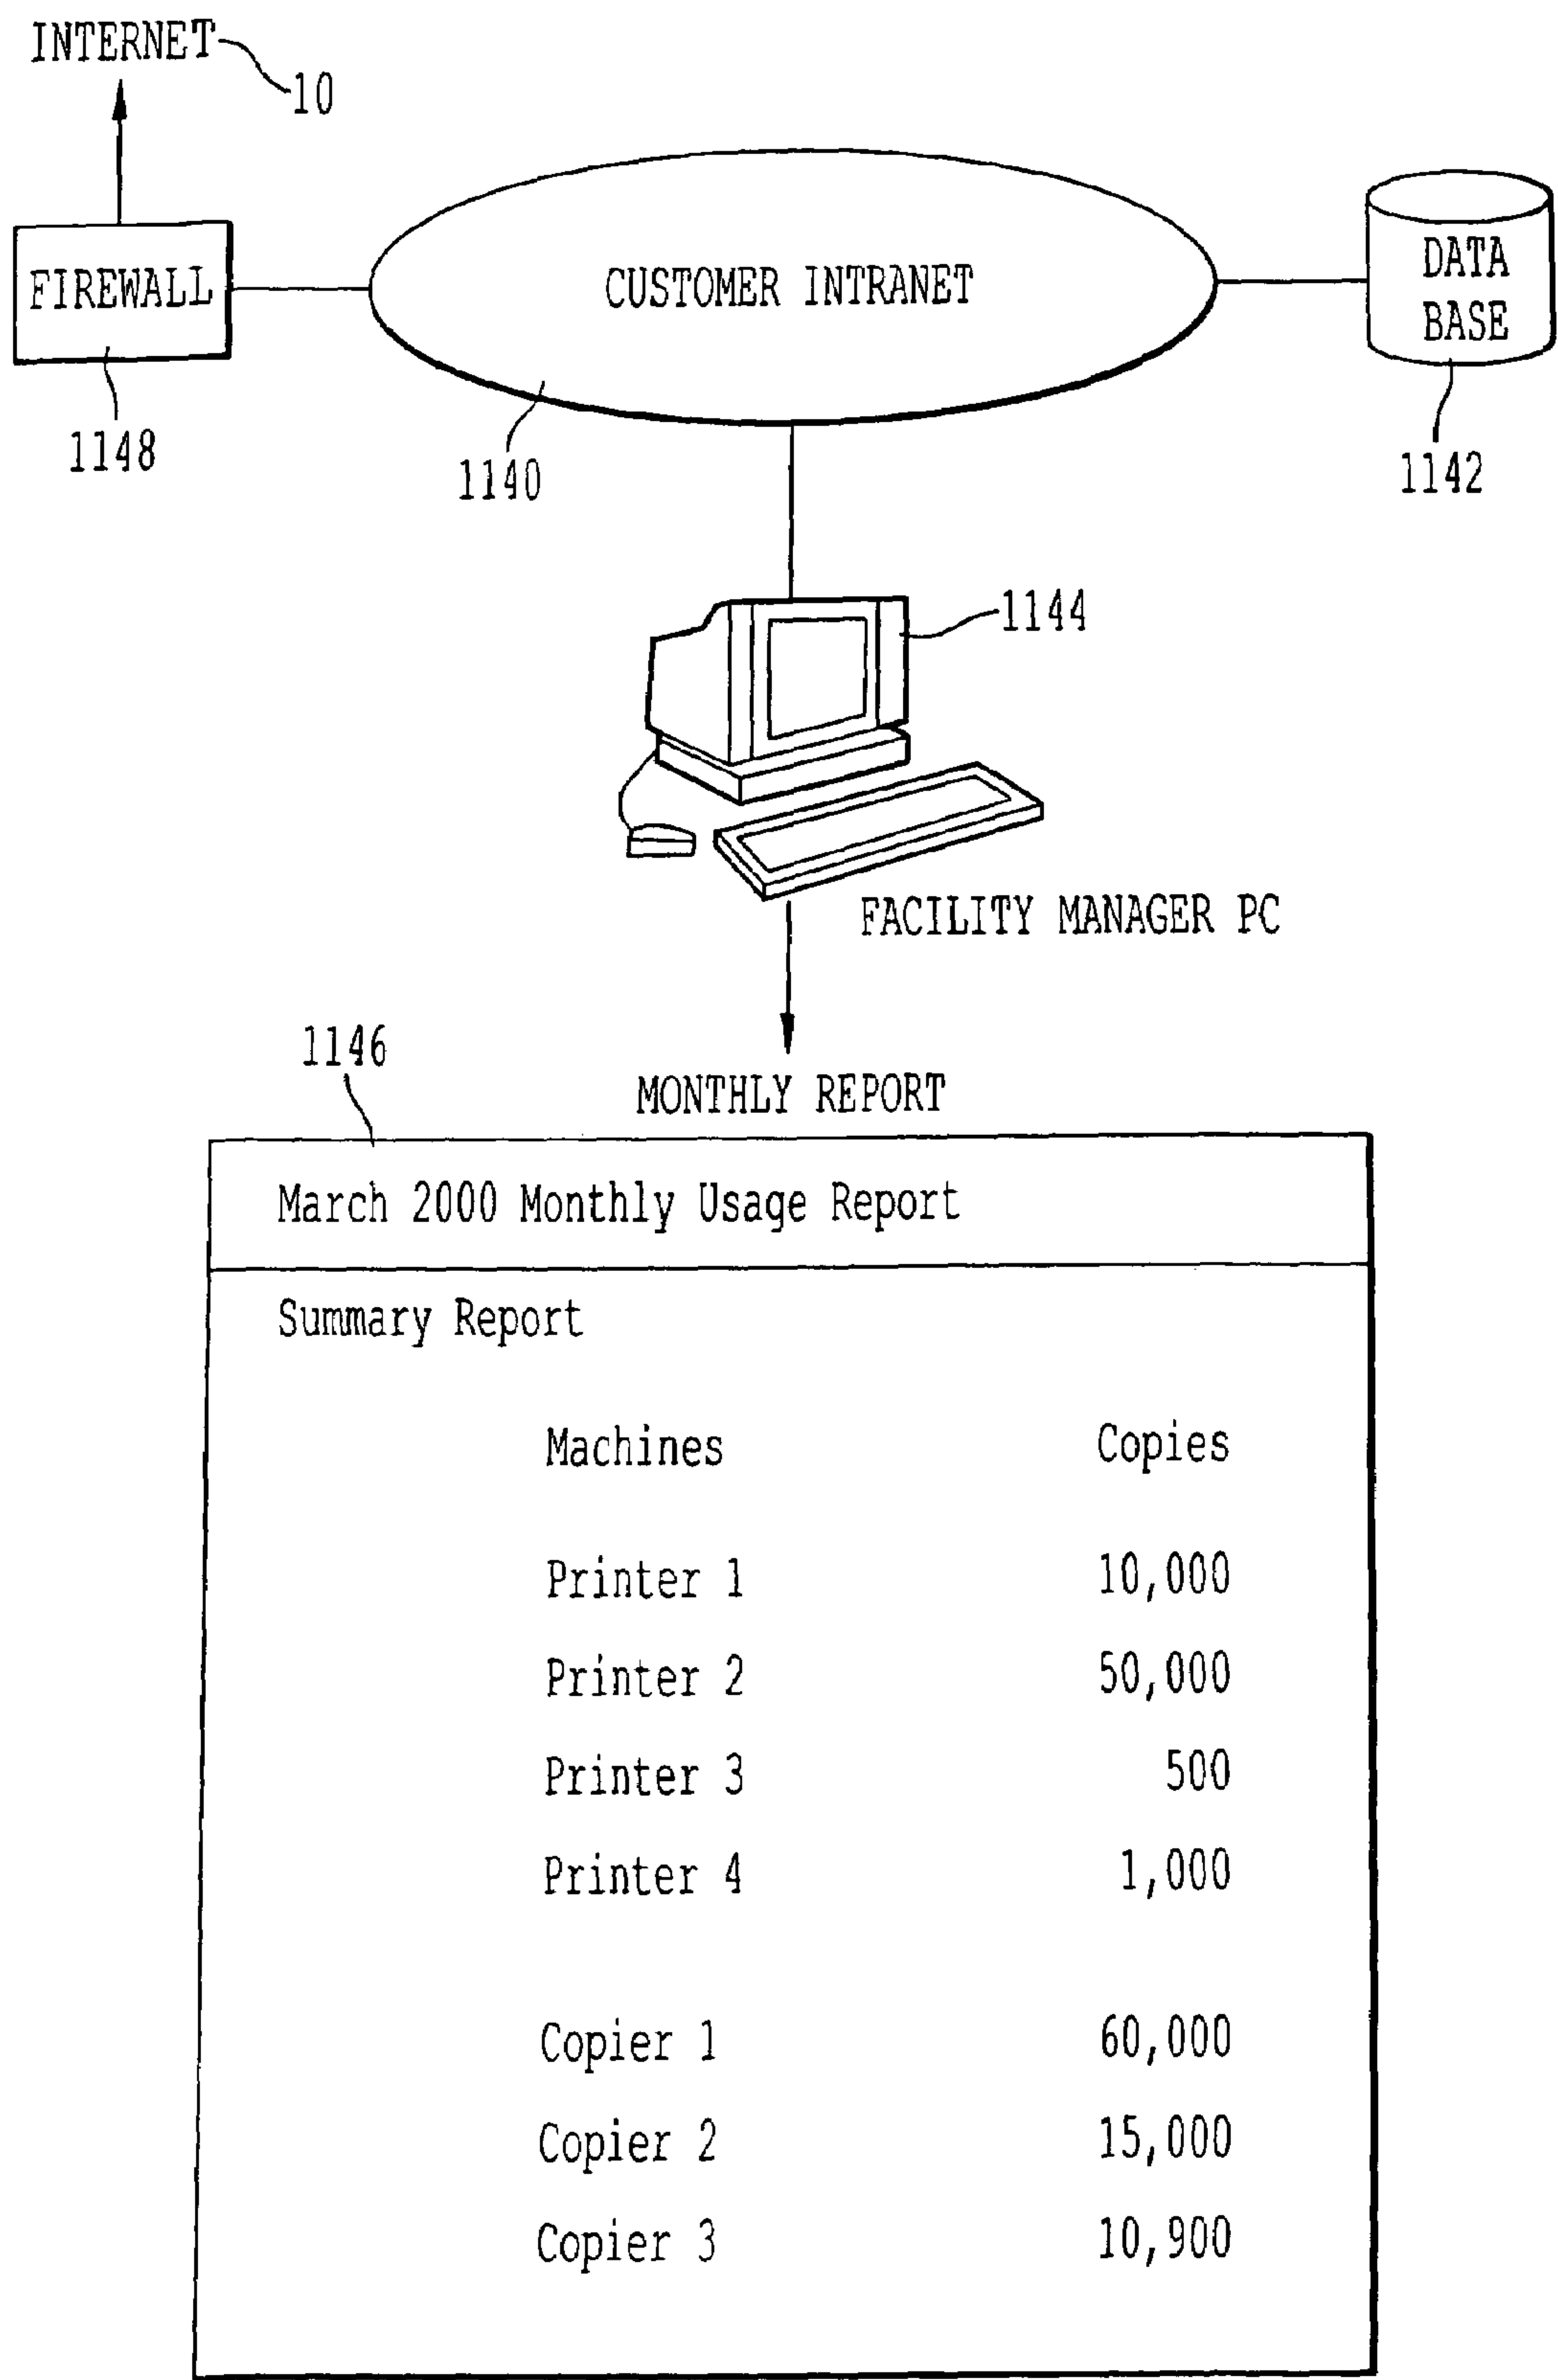 INTERNET
10
FIREWALL
CUSTOMER INTRANET
DATA
BASE
1148
1140
1142
1144
FACILITY MANAGER PC
1146
MONTHLY REPORT
March 2000 Monthly Usage Report
Summary Report
Machines Copies
Printer 1 10,000
Printer 2 50,000
Printer 3 500
Printer 4 1,000
Copier 1 60,000
Copier 2 15,000
Copier 3 10,900